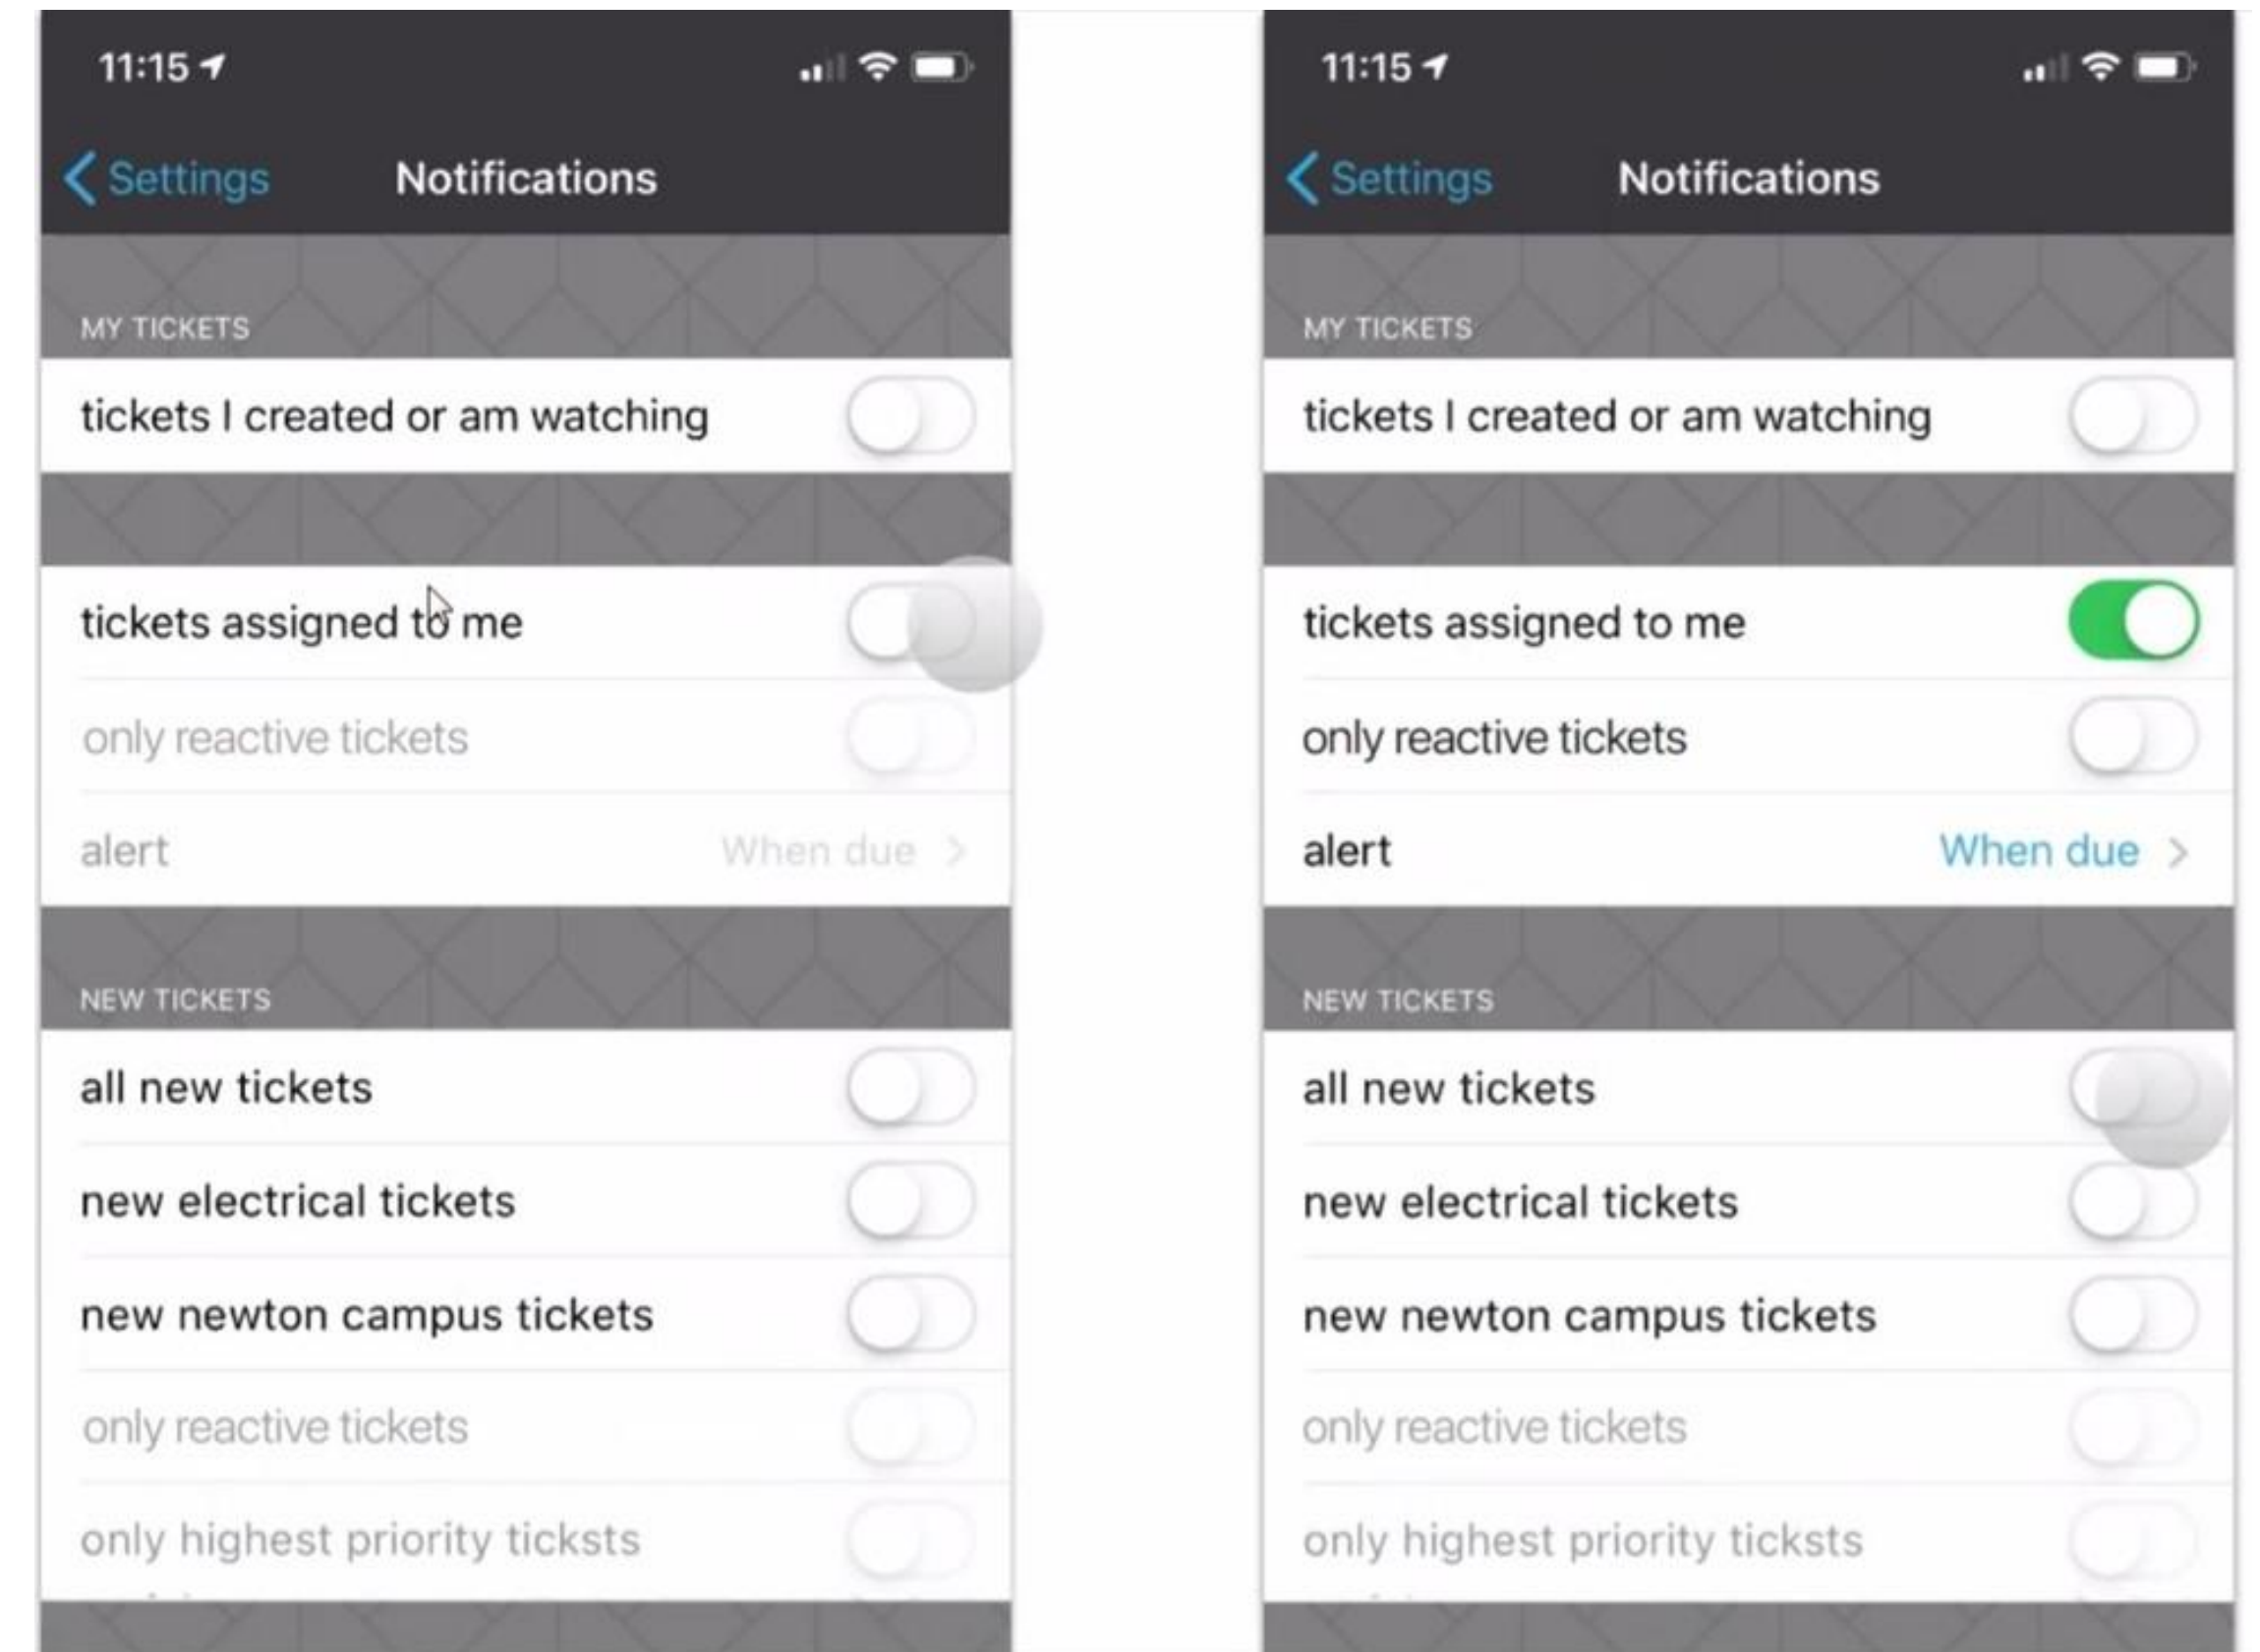 11:15
Settings
Notifications
MY TICKETS
tickets I created or am watching
tickets assigned to me
only reactive tickets
alert
When due
NEW TICKETS
all new tickets
new electrical tickets
new newton campus tickets
only reactive tickets
only highest priority ticksts
11:15
Settings
Notifications
MY TICKETS
tickets I created or am watching
tickets assigned to me
only reactive tickets
alert
When due
NEW TICKETS
all new tickets
new electrical tickets
new newton campus tickets
only reactive tickets
only highest priority ticksts